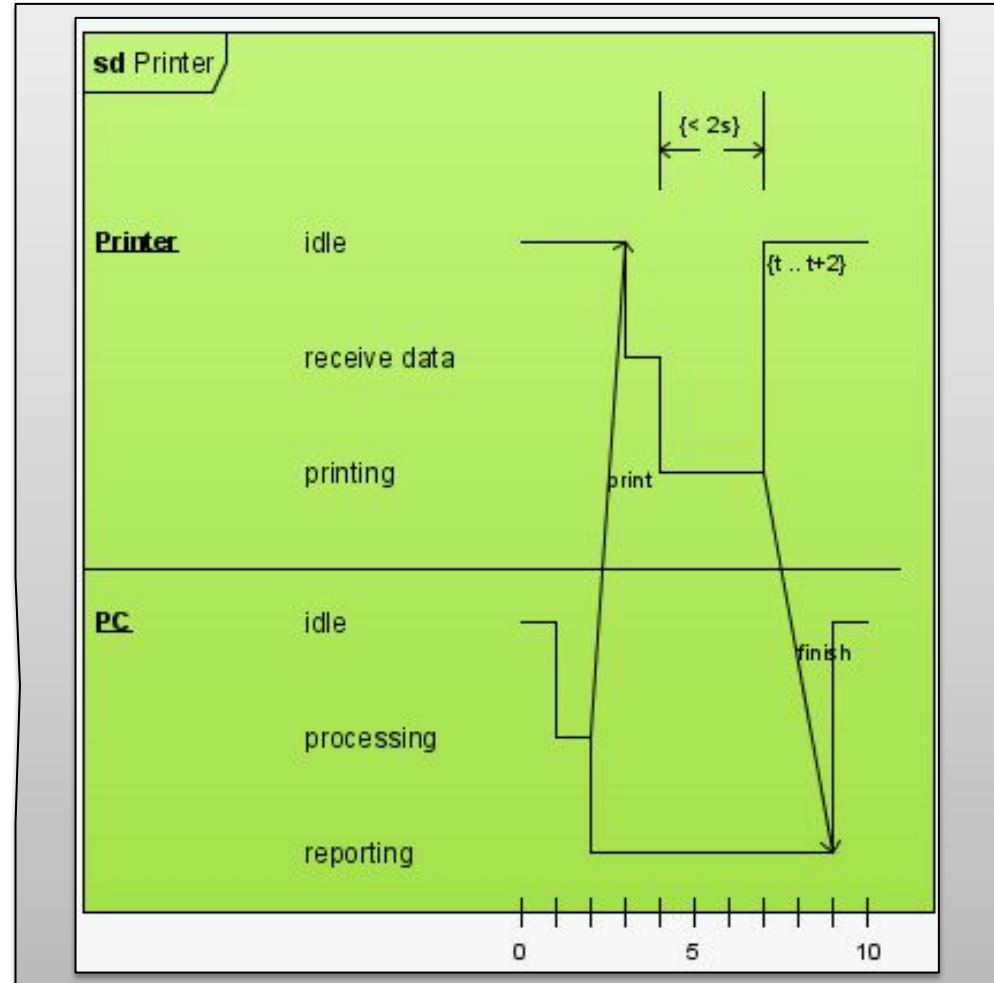 sd Printer
{< 2s}
Printer idle
{t .. t+2}
receive data
printing
print
PC idle
finish
processing
reporting
0 5 10